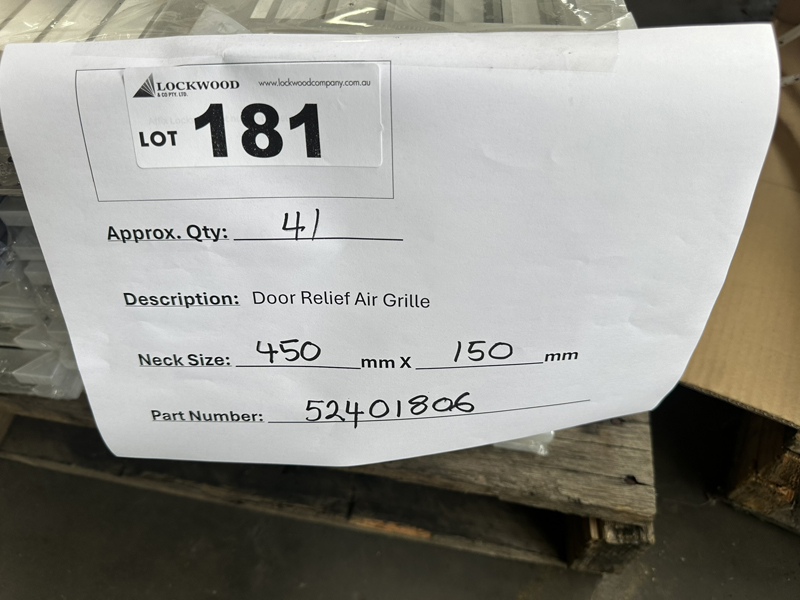 LOCKWOOD www.lockwoodcompany.com.au
& CO PTY. LTD.
LOT 181
Approx. Qty: 41
Description: Door Relief Air Grille
Neck Size: 450 mm X 150 mm
Part Number: 52401806